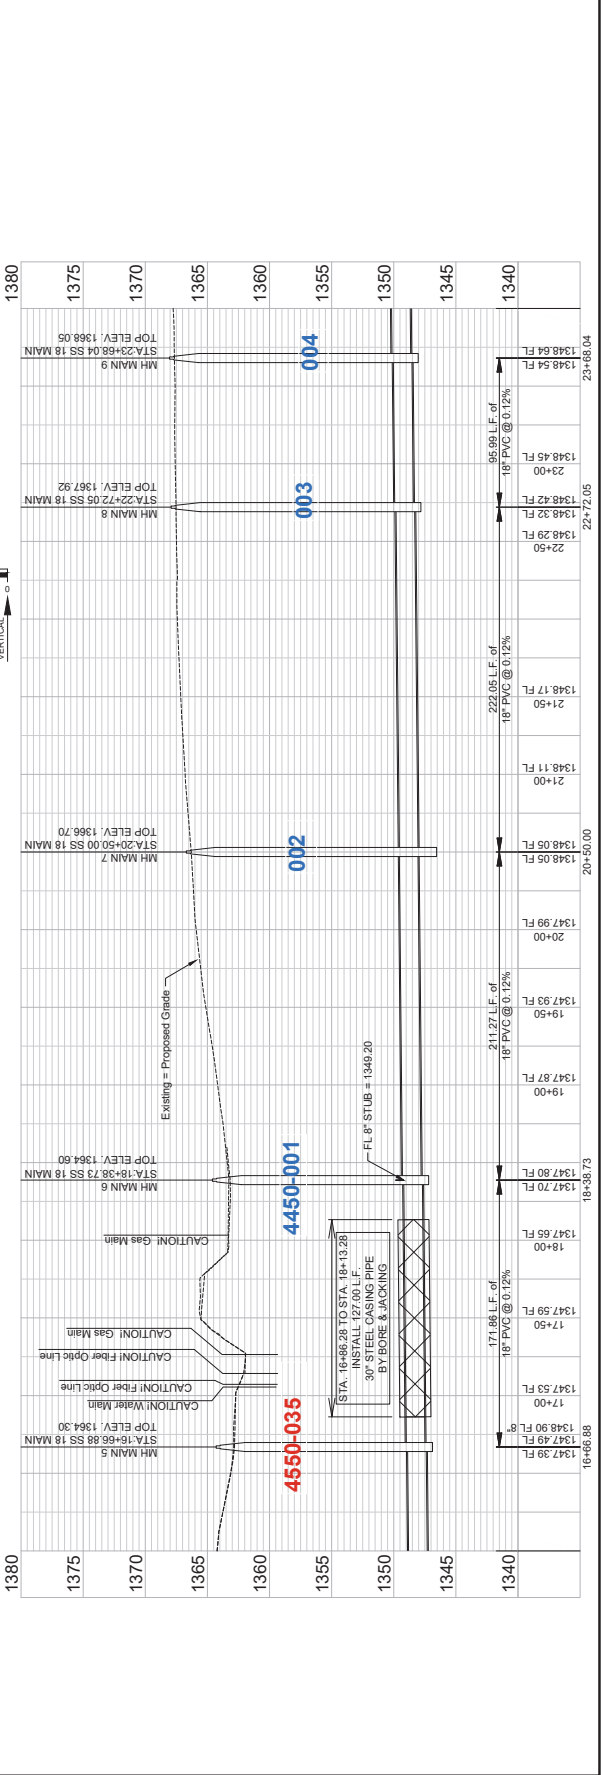 VERTICAL
0
1380
1375
1370
1365
1360
1355
1350
1345
1340
1380
1375
1370
1365
1360
1355
1350
1345
1340
MH MAIN 5
STA:16+66.88 SS 18 MAIN
TOP ELEV. 1364.30
CAUTION! Water Main
CAUTION! Fiber Optic Line
CAUTION! Fiber Optic Line
CAUTION! Gas Main
CAUTION! Gas Main
MH MAIN 6
STA:18+38.73 SS 18 MAIN
TOP ELEV. 1364.60
Existing = Proposed Grade
MH MAIN 7
STA:20+50.00 SS 18 MAIN
TOP ELEV. 1366.70
MH MAIN 8
STA:22+72.05 SS 18 MAIN
TOP ELEV. 1367.92
MH MAIN 9
STA:23+68.04 SS 18 MAIN
TOP ELEV. 1368.05
4550-035
4450-001
002
003
004
STA. 16+86.28 TO STA. 18+13.28
INSTALL 127.00 L.F.
30" STEEL CASING PIPE
BY BORE & JACKING
FL 8" STUB = 1349.20
171.86 L.F. of
18" PVC @ 0.12%
211.27 L.F. of
18" PVC @ 0.12%
222.05 L.F. of
18" PVC @ 0.12%
95.99 L.F. of
18" PVC @ 0.12%
1347.39 FL
1347.49 FL
1348.90 FL 8"
16+66.88
1347.53 FL
17+00
1347.59 FL
17+50
1347.65 FL
18+00
1347.70 FL
1347.80 FL
18+38.73
1347.87 FL
19+00
1347.93 FL
19+50
1347.99 FL
20+00
1348.05 FL
1348.05 FL
20+50.00
1348.11 FL
21+00
1348.17 FL
21+50
1348.29 FL
22+50
1348.32 FL
1348.42 FL
22+72.05
1348.45 FL
23+00
1348.54 FL
1348.64 FL
23+68.04